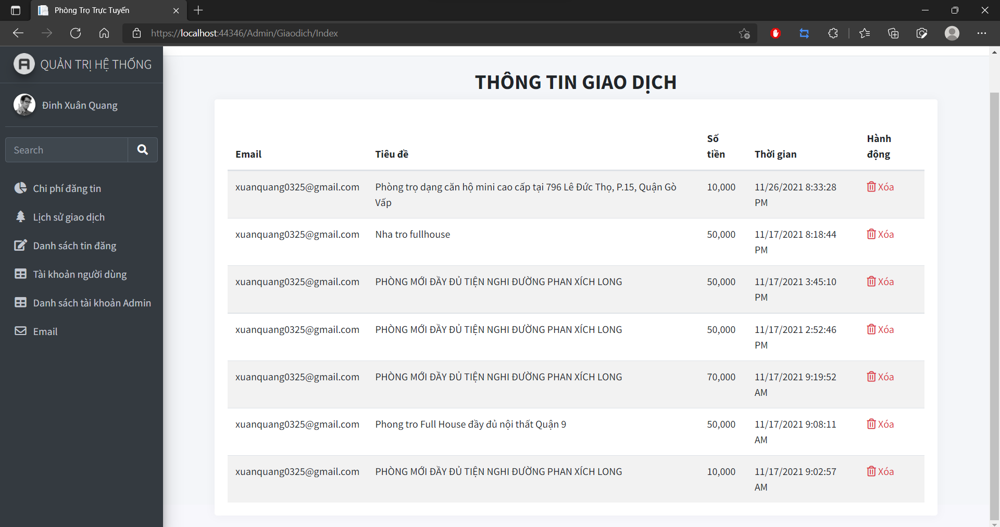 Phòng Trọ Trực Tuyến
https://localhost:44346/Admin/Giaodich/Index
QUẢN TRỊ HỆ THỐNG
Đinh Xuân Quang
Search
Chi phí đăng tin
Lịch sử giao dịch
Danh sách tin đăng
Tài khoản người dùng
Danh sách tài khoản Admin
Email
THÔNG TIN GIAO DỊCH
Email Tiêu đề Số tiền Thời gian Hành động
xuanquang0325@gmail.com Phòng trọ dạng căn hộ mini cao cấp tại 796 Lê Đức Thọ, P.15, Quận Gò 10,000 11/26/2021 8:33:28 Xóa
Vấp PM
xuanquang0325@gmail.com Nha tro fullhouse 50,000 11/17/2021 8:18:44 Xóa
PM
xuanquang0325@gmail.com PHÒNG MỚI ĐẦY ĐỦ TIỆN NGHI ĐƯỜNG PHAN XÍCH LONG 50,000 11/17/2021 3:45:10 Xóa
PM
xuanquang0325@gmail.com PHÒNG MỚI ĐẦY ĐỦ TIỆN NGHI ĐƯỜNG PHAN XÍCH LONG 50,000 11/17/2021 2:52:46 Xóa
PM
xuanquang0325@gmail.com PHÒNG MỚI ĐẦY ĐỦ TIỆN NGHI ĐƯỜNG PHAN XÍCH LONG 70,000 11/17/2021 9:19:52 Xóa
AM
xuanquang0325@gmail.com Phong tro Full House đầy đủ nội thất Quận 9 50,000 11/17/2021 9:08:11 Xóa
AM
xuanquang0325@gmail.com PHÒNG MỚI ĐẦY ĐỦ TIỆN NGHI ĐƯỜNG PHAN XÍCH LONG 10,000 11/17/2021 9:02:57 Xóa
AM